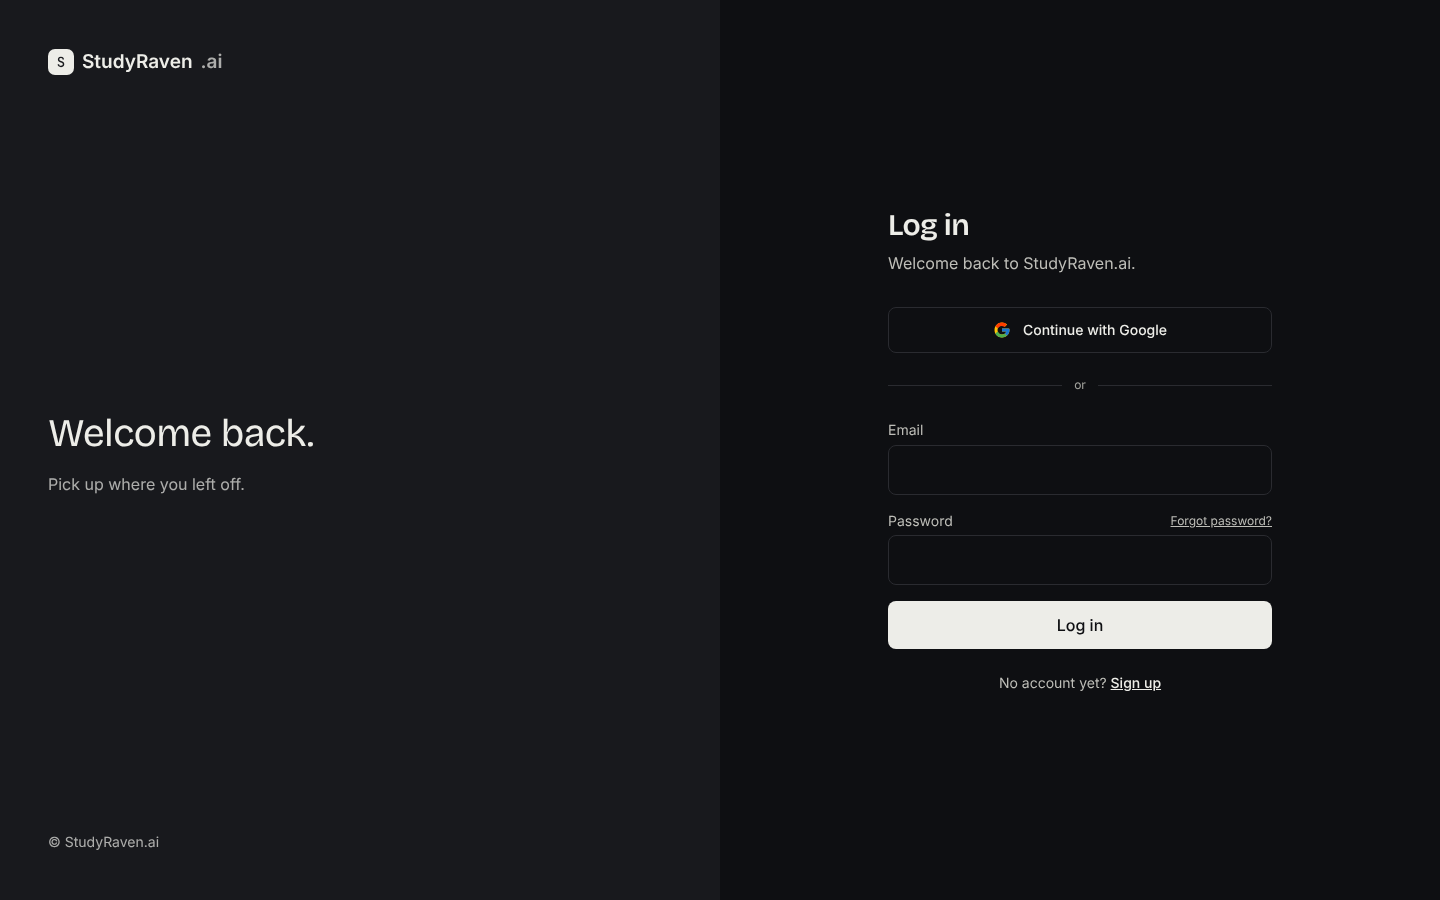 S StudyRaven .ai
Welcome back.
Pick up where you left off.
© StudyRaven.ai
Log in
Welcome back to StudyRaven.ai.
Continue with Google
or
Email
Password Forgot password?
Log in
No account yet? Sign up